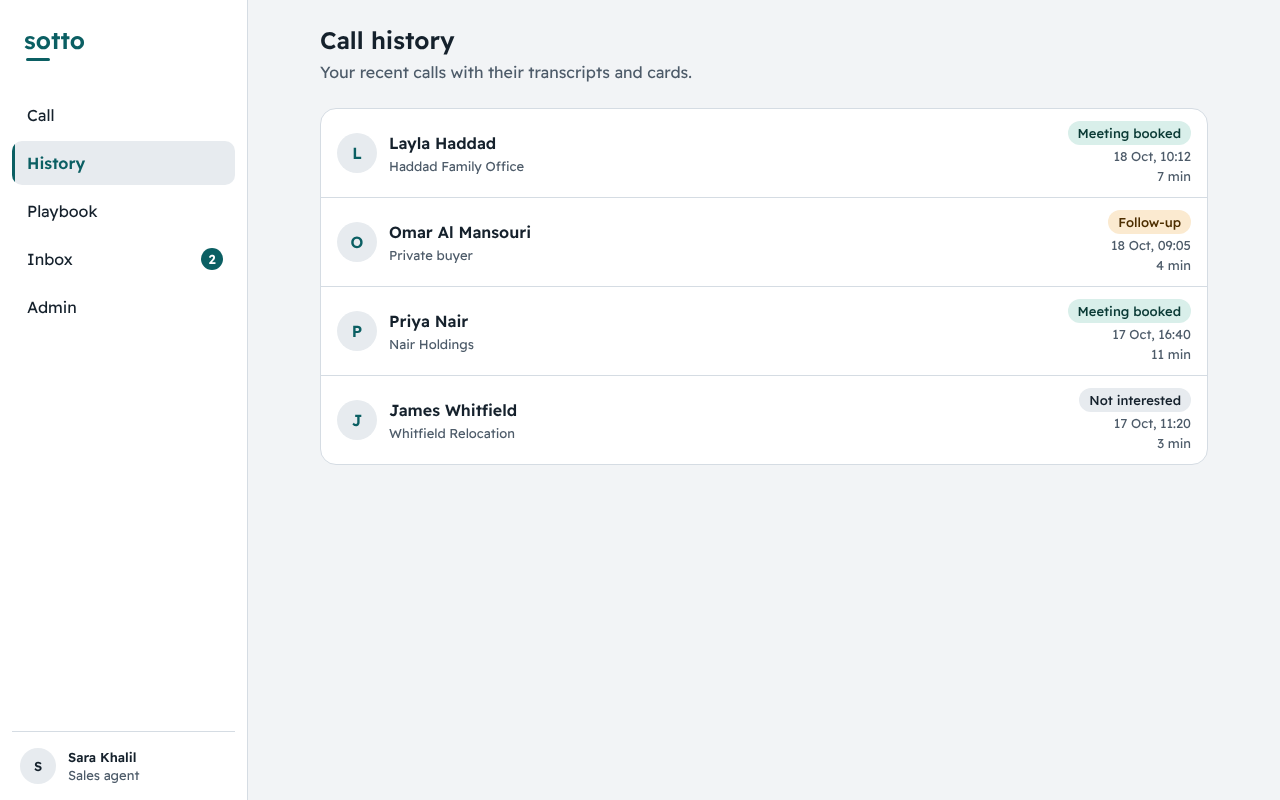 sotto
Call
History
Playbook
Inbox 2
Admin
S
Sara Khalil
Sales agent
Call history
Your recent calls with their transcripts and cards.
L
Layla Haddad
Haddad Family Office
Meeting booked
18 Oct, 10:12
7 min
O
Omar Al Mansouri
Private buyer
Follow-up
18 Oct, 09:05
4 min
P
Priya Nair
Nair Holdings
Meeting booked
17 Oct, 16:40
11 min
J
James Whitfield
Whitfield Relocation
Not interested
17 Oct, 11:20
3 min